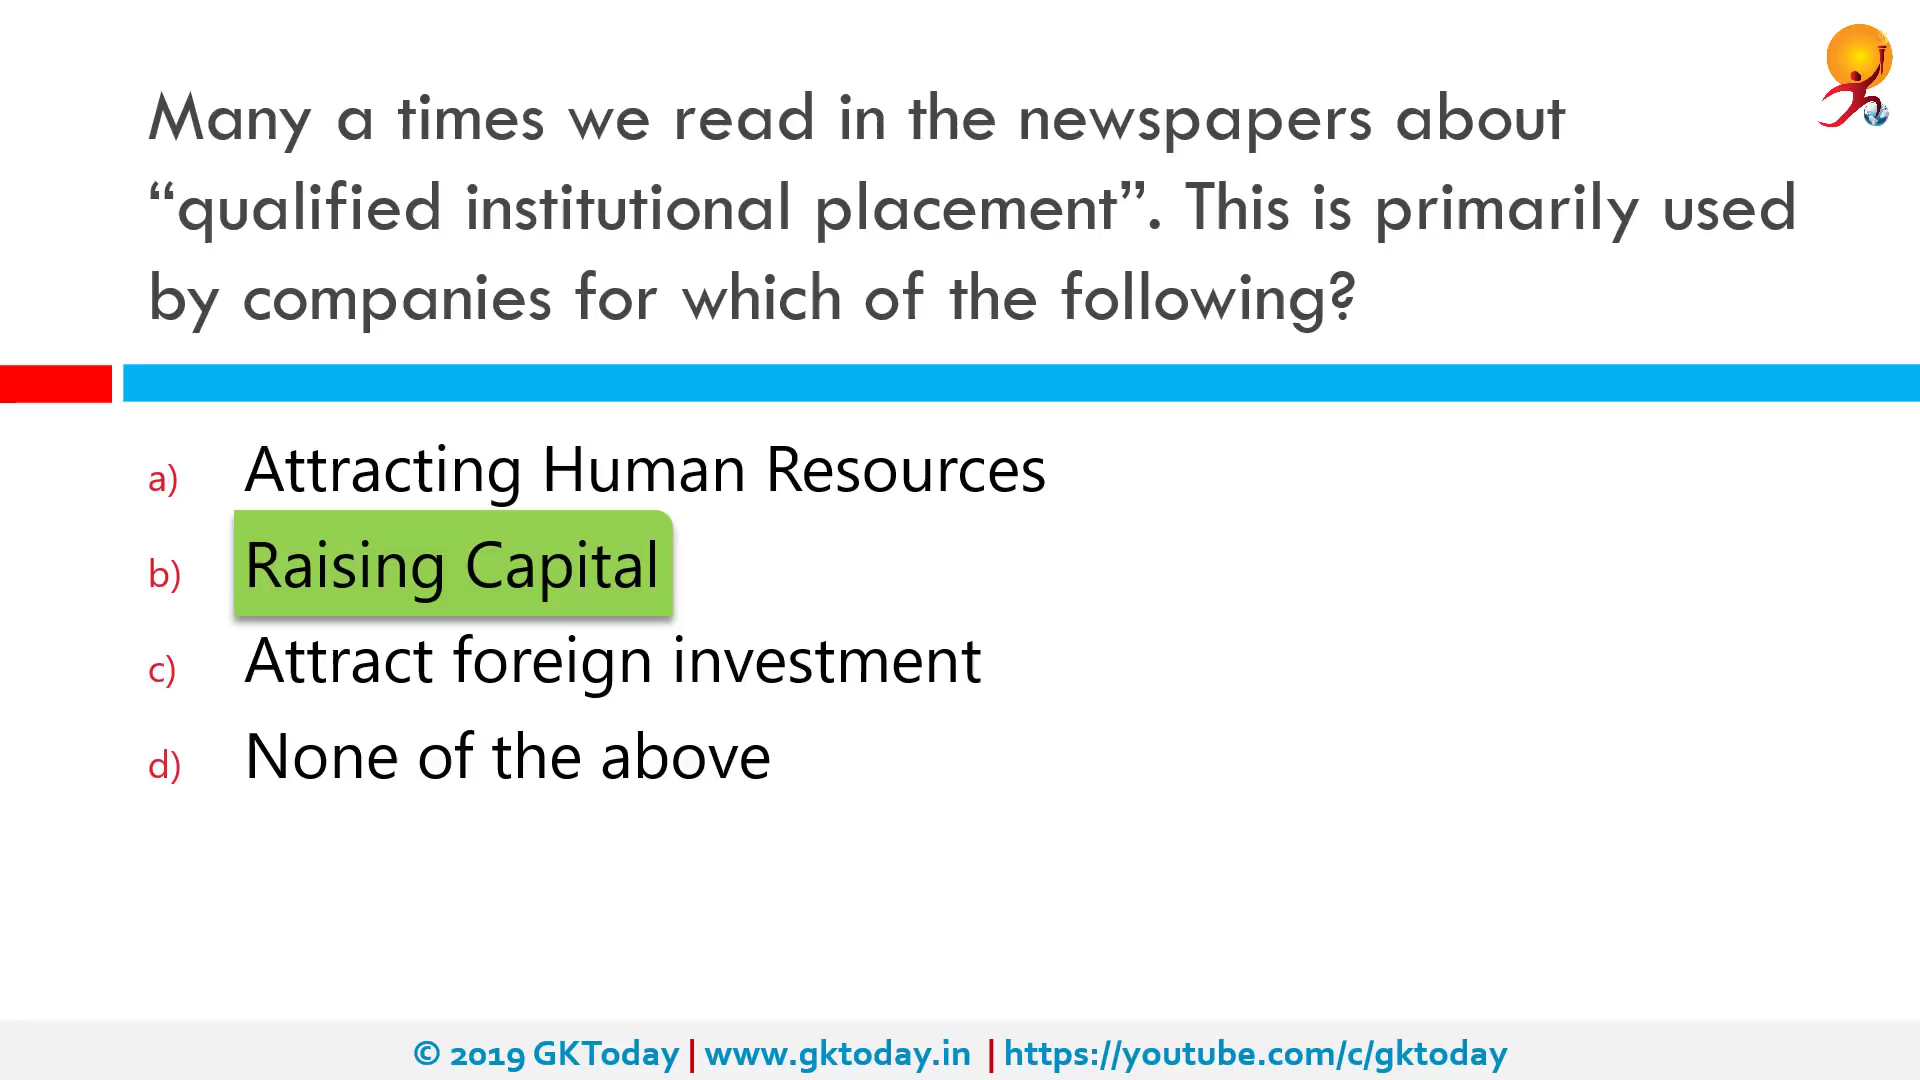 Many a times we read in the newspapers about
“qualified institutional placement”. This is primarily used
by companies for which of the following?
a) Attracting Human Resources
b) Raising Capital
c) Attract foreign investment
d) None of the above
© 2019 GKToday | www.gktoday.in | https://youtube.com/c/gktoday